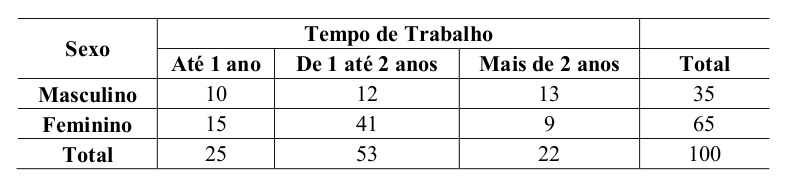 Sexo Tempo de Trabalho
Até 1 ano De 1 até 2 anos Mais de 2 anos Total
Masculino 10 12 13 35
Feminino 15 41 9 65
Total 25 53 22 100